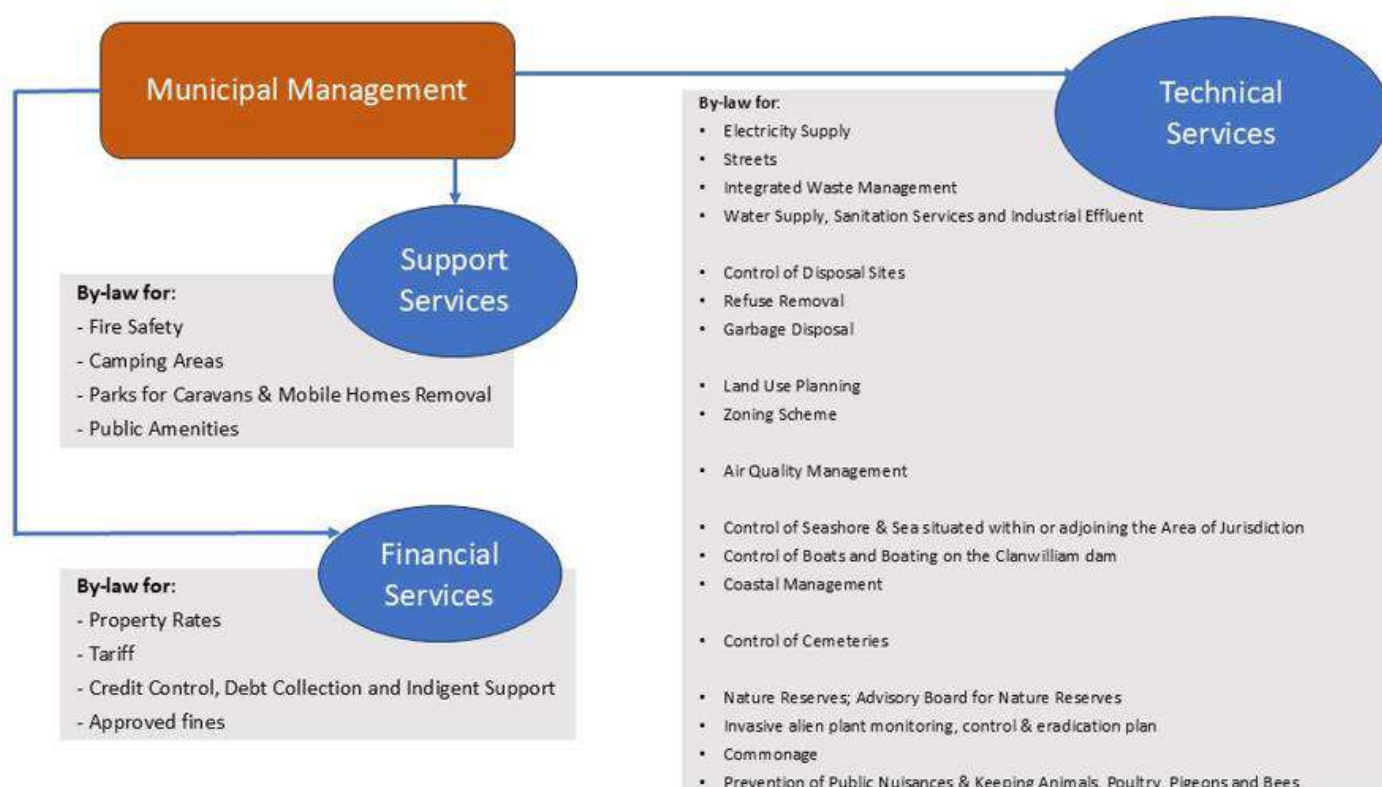 Municipal Management
Support
Services
By-law for:
- Fire Safety
- Camping Areas
- Parks for Caravans & Mobile Homes Removal
- Public Amenities
Financial
Services
By-law for:
- Property Rates
- Tariff
- Credit Control, Debt Collection and Indigent Support
- Approved fines
Technical
Services
By-law for:
• Electricity Supply
• Streets
• Integrated Waste Management
• Water Supply, Sanitation Services and Industrial Effluent
• Control of Disposal Sites
• Refuse Removal
• Garbage Disposal
• Land Use Planning
• Zoning Scheme
• Air Quality Management
• Control of Seashore & Sea situated within or adjoining the Area of Jurisdiction
• Control of Boats and Boating on the Clanwilliam dam
• Coastal Management
• Control of Cemeteries
• Nature Reserves; Advisory Board for Nature Reserves
• Invasive alien plant monitoring, control & eradication plan
• Commonage
• Prevention of Public Nuisances & Keeping Animals, Poultry, Pigeons and Bees